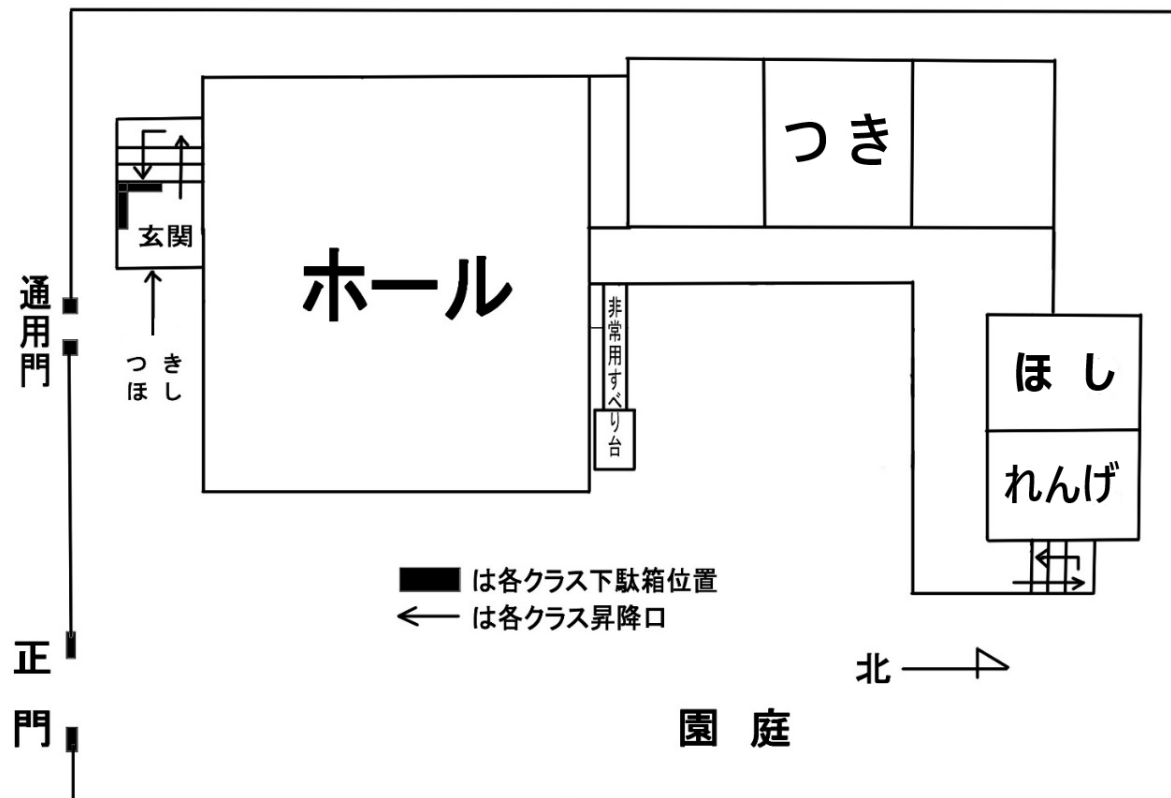 つき
玄関
ホール
通用門
つき
ほし
非常用すべり台
ほし
れんげ
は各クラス下駄箱位置
は各クラス昇降口
正門
北
園庭